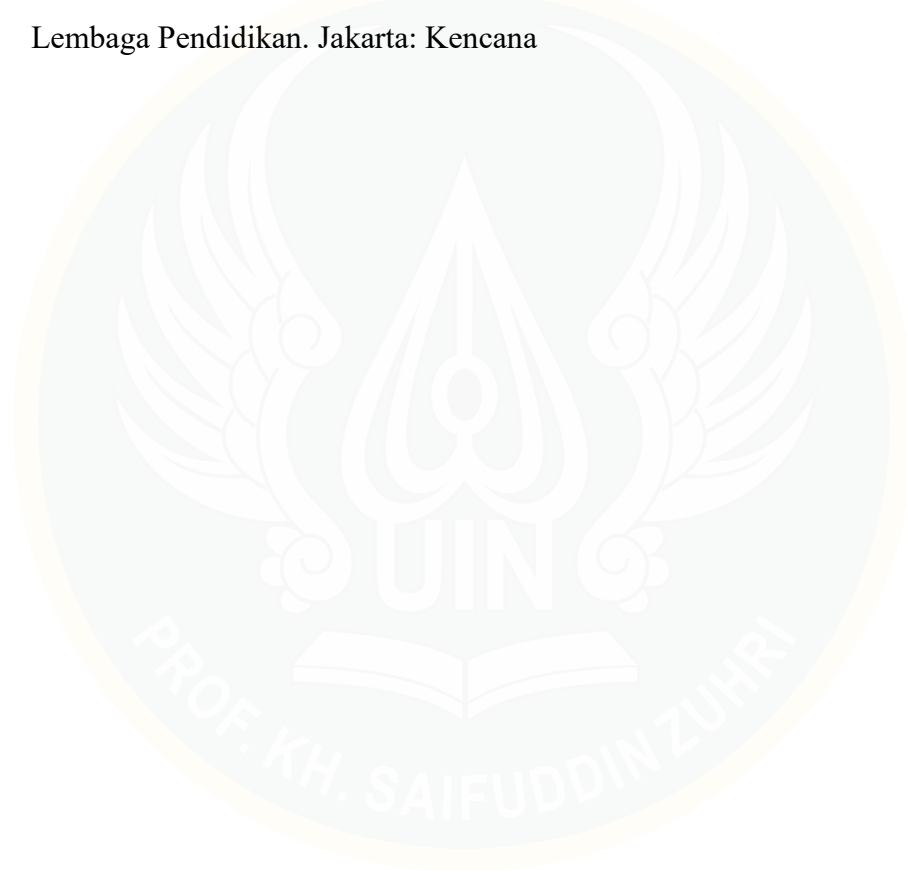 Lembaga Pendidikan. Jakarta: Kencana
UIN
PROF. KH. SAIFUDDIN ZUHRI